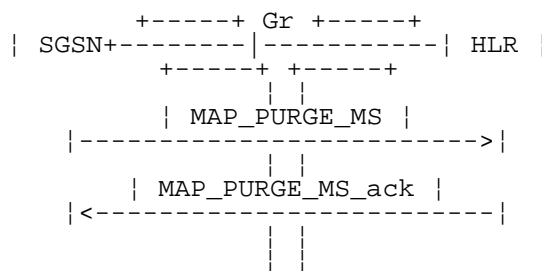 +-----+ Gr +-----+
¦ SGSN+--------|-----------¦ HLR ¦
+-----+ +-----+
¦ ¦
¦ MAP_PURGE_MS ¦
¦------------------------->¦
¦ ¦
¦ MAP_PURGE_MS_ack ¦
¦<-------------------------¦
¦ ¦
¦ ¦